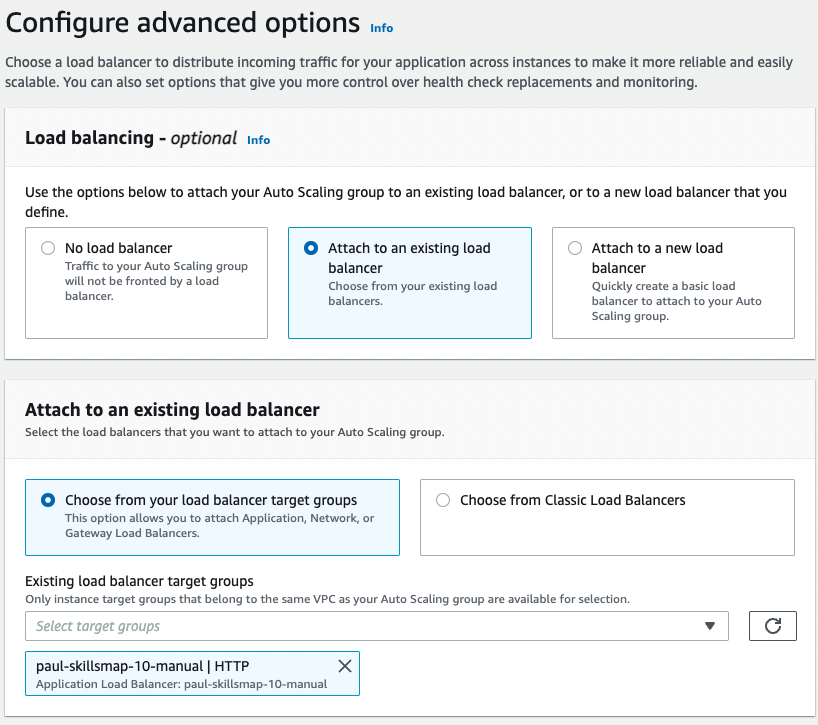 Configure advanced options Info
Choose a load balancer to distribute incoming traffic for your application across instances to make it more reliable and easily
scalable. You can also set options that give you more control over health check replacements and monitoring.
Load balancing - optional Info
Use the options below to attach your Auto Scaling group to an existing load balancer, or to a new load balancer that you
define.
No load balancer
Traffic to your Auto Scaling group
will not be fronted by a load
balancer.
Attach to an existing load
balancer
Choose from your existing load
balancers.
Attach to a new load
balancer
Quickly create a basic load
balancer to attach to your Auto
Scaling group.
Attach to an existing load balancer
Select the load balancers that you want to attach to your Auto Scaling group.
Choose from your load balancer target groups
This option allows you to attach Application, Network, or
Gateway Load Balancers.
Choose from Classic Load Balancers
Existing load balancer target groups
Only instance target groups that belong to the same VPC as your Auto Scaling group are available for selection.
Select target groups
paul-skillsmap-10-manual | HTTP
Application Load Balancer: paul-skillsmap-10-manual